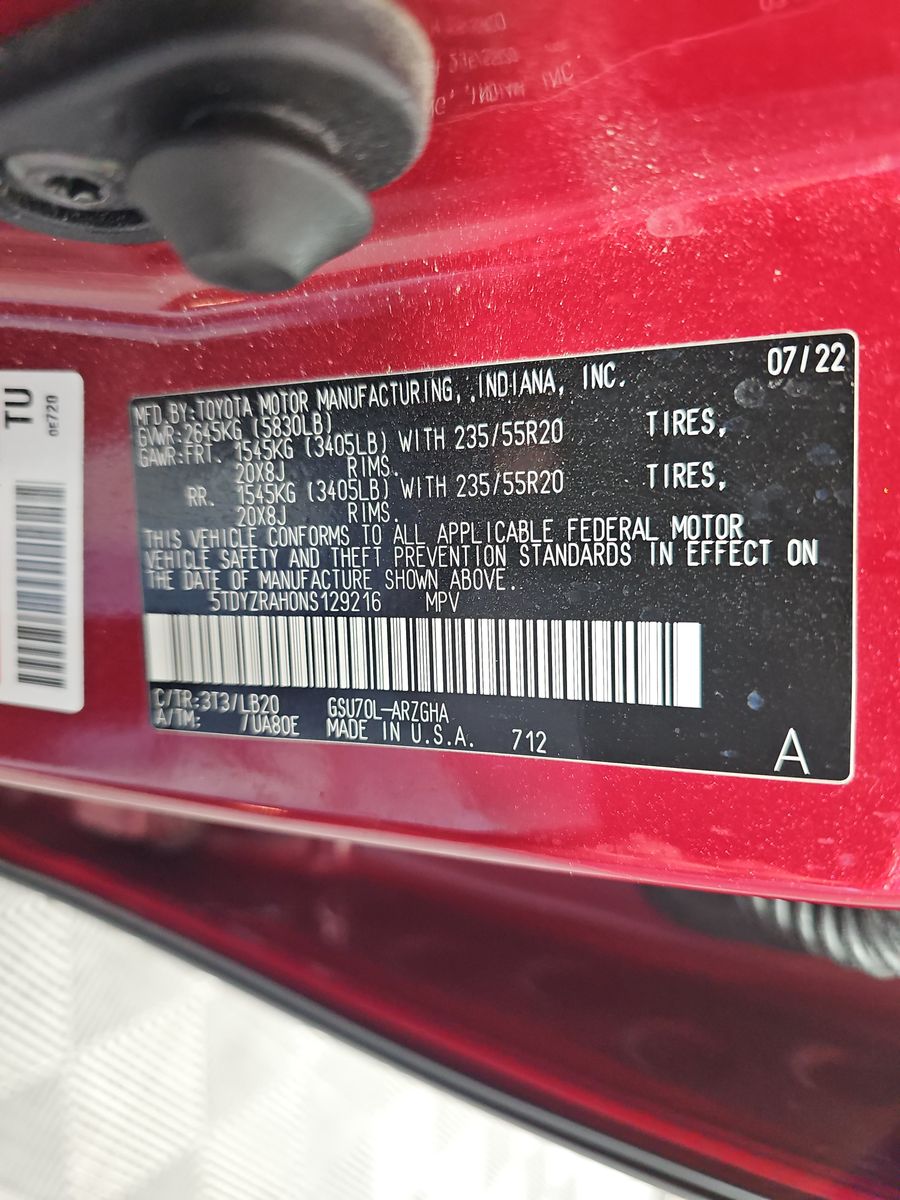 07/22
MFD.BY:TOYOTA MOTOR MANUFACTURING, .INDIANA, INC.
GVWR:2645KG (5830LB)
GAWR:FRT. 1545KG (3405LB) WITH 235/55R20 TIRES,
20X8J RIMS.
RR. 1545KG (3405LB) WITH 235/55R20 TIRES,
20X8J RIMS.
THIS VEHICLE CONFORMS TO ALL APPLICABLE FEDERAL MOTOR
VEHICLE SAFETY AND THEFT PREVENTION STANDARDS IN EFFECT ON
THE DATE OF MANUFACTURE SHOWN ABOVE.
5TDYZRAH0NS129216 MPV
C/TR:3T3/LB20 GSU70L-ARZGHA
A/TM: /UA80E MADE IN U.S.A. 712
A
TU
0E720